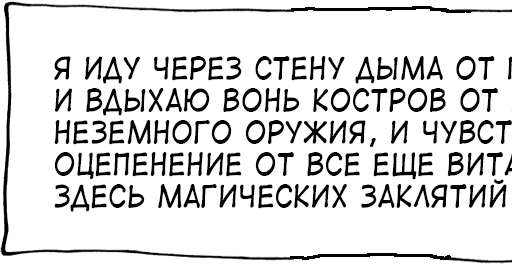 Я ИДУ ЧЕРЕЗ СТЕНУ ДЫМА ОТ
И ВДЫХАЮ ВОНЬ КОСТРОВ ОТ
НЕЗЕМНОГО ОРУЖИЯ, И ЧУВСТ
ОЦЕПЕНЕНИЕ ОТ ВСЕ ЕЩЕ ВИТА
ЗДЕСЬ МАГИЧЕСКИХ ЗАКЛЯТИЙ